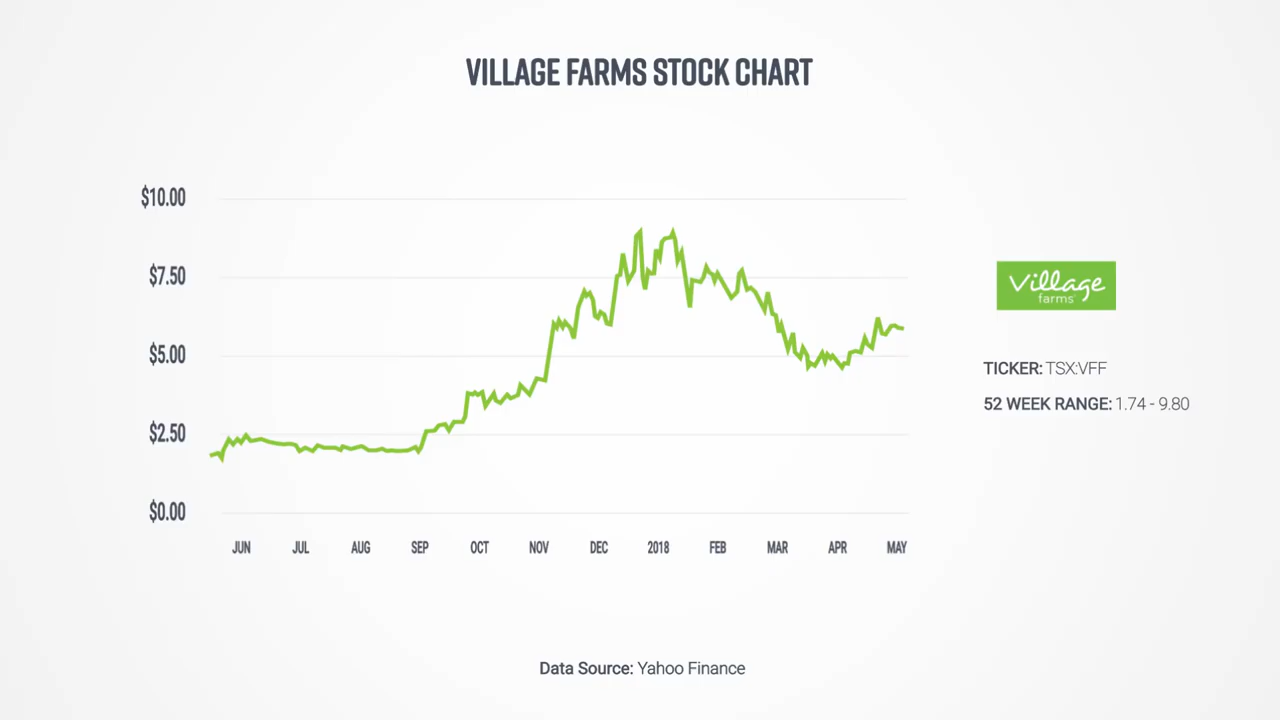 VILLAGE FARMS STOCK CHART
$10.00
$7.50
$5.00
$2.50
$0.00
JUN JUL AUG SEP OCT NOV DEC 2018 FEB MAR APR MAY
Village
farms
TICKER: TSX:VFF
52 WEEK RANGE: 1.74 - 9.80
Data Source: Yahoo Finance